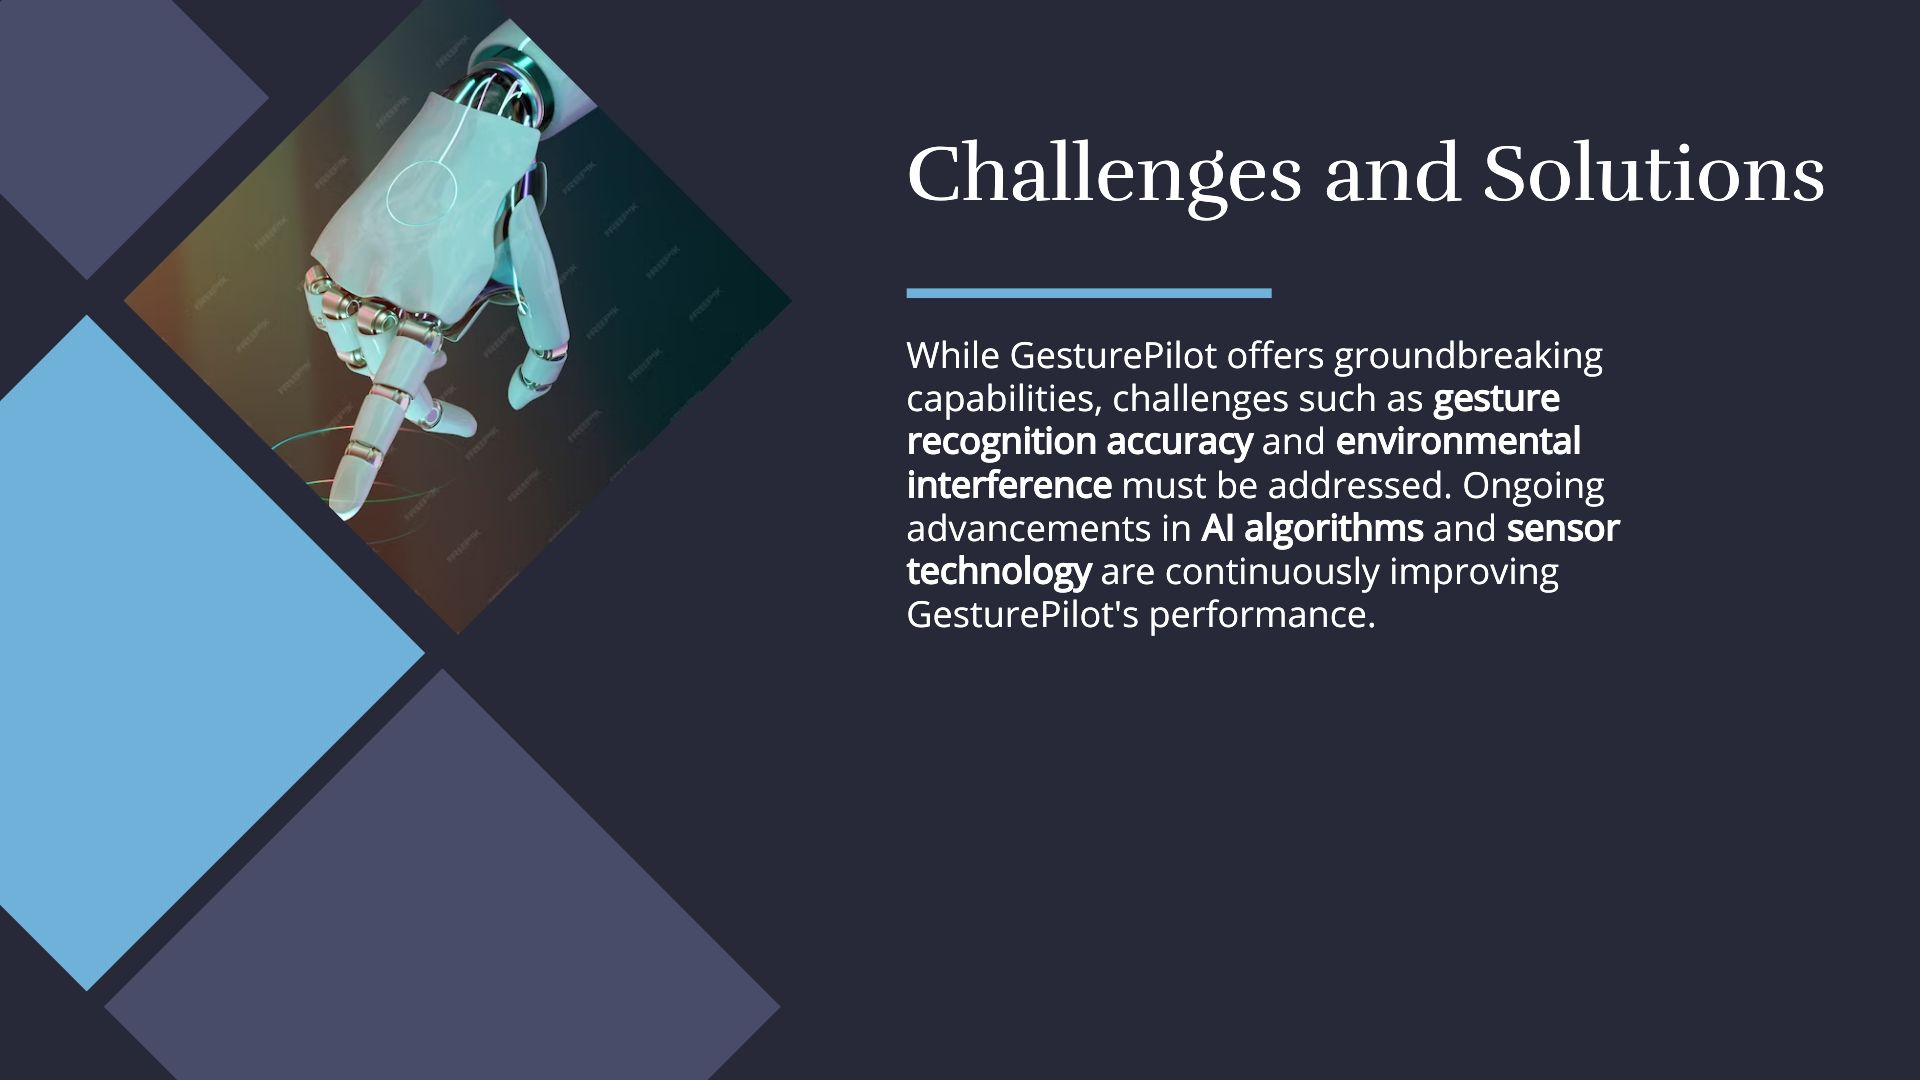 Challenges and Solutions
While GesturePilot offers groundbreaking
capabilities, challenges such as gesture
recognition accuracy and environmental
interference must be addressed. Ongoing
advancements in AI algorithms and sensor
technology are continuously improving
GesturePilot's performance.